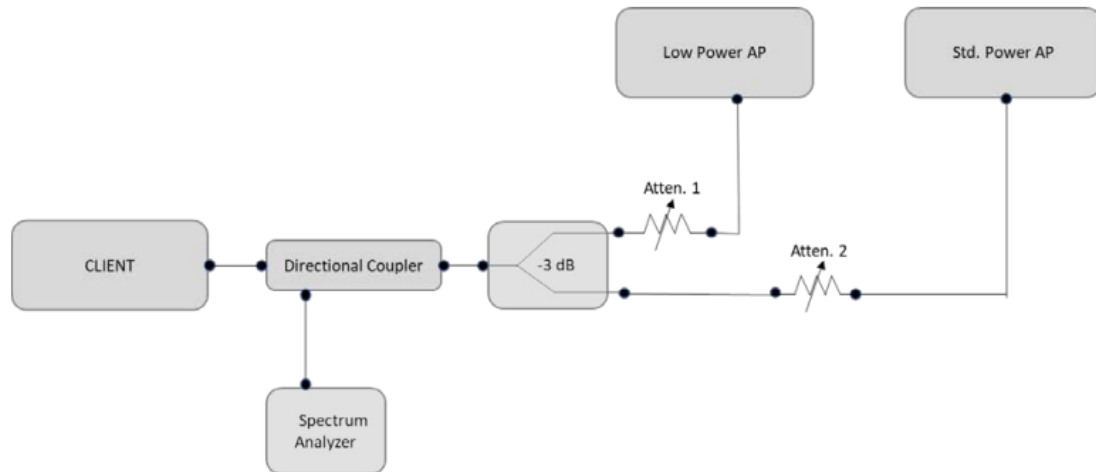 Low Power AP
Std. Power AP
Atten. 1
Atten. 2
CLIENT
Directional Coupler
-3 dB
Spectrum
Analyzer